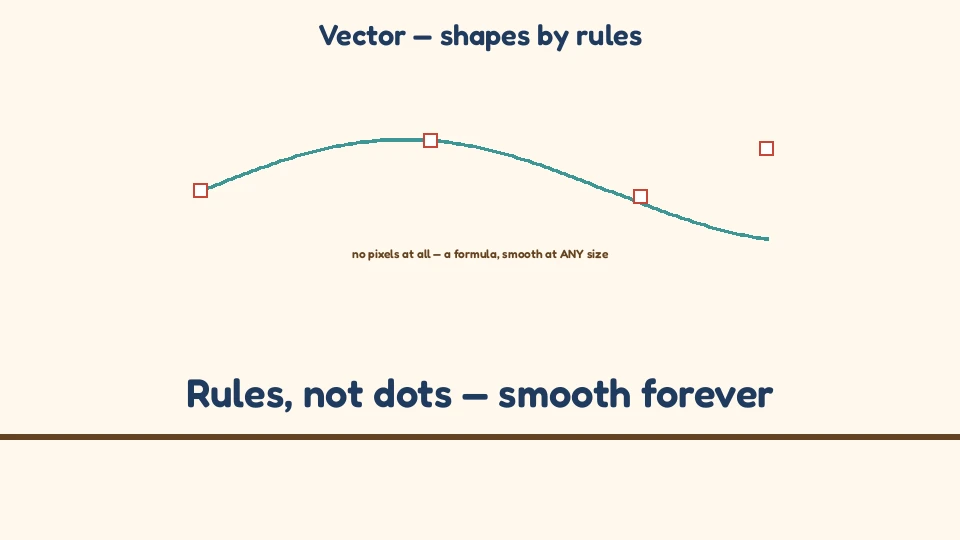 Vector — shapes by rules
no pixels at all — a formula, smooth at ANY size
Rules, not dots — smooth forever